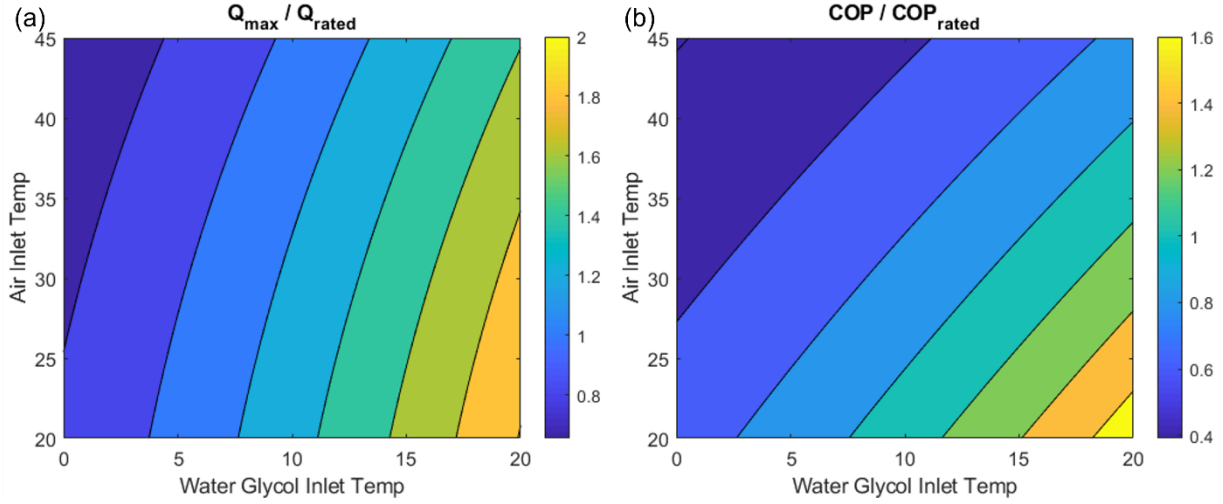 (a)
Qmax / Qrated
45
40
35
30
25
20
Air Inlet Temp
0 5 10 15 20
Water Glycol Inlet Temp
2
1.8
1.6
1.4
1.2
1
0.8
(b)
COP / COPrated
45
40
35
30
25
20
Air Inlet Temp
0 5 10 15 20
Water Glycol Inlet Temp
1.6
1.4
1.2
1
0.8
0.6
0.4